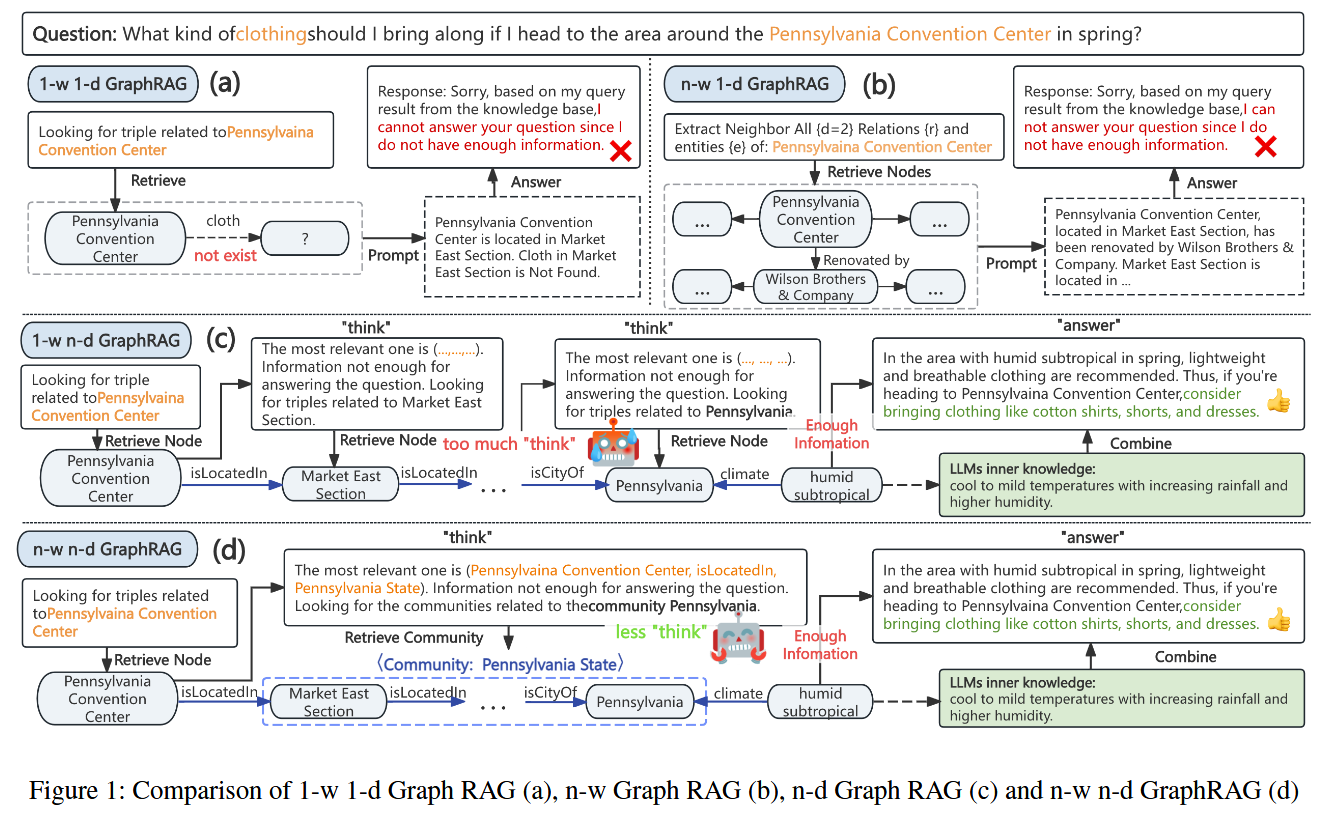 Question: What kind ofclothingshould I bring along if I head to the area around the Pennsylvania Convention Center in spring?
1-w 1-d GraphRAG
(a)
Looking for triple related toPennsylvaina
Convention Center
Retrieve
Pennsylvania
Convention
Center
cloth
not exist
?
Prompt
Response: Sorry, based on my query
result from the knowledge base,I
cannot answer your question since I
do not have enough information.
Answer
Pennsylvania Convention
Center is located in Market
East Section. Cloth in Market
East Section is Not Found.
n-w 1-d GraphRAG
(b)
Extract Neighbor All {d=2} Relations {r} and
entities {e} of: Pennsylvaina Convention Center
Retrieve Nodes
...
Pennsylvania
Convention
Center
...
Renovated by
...
Wilson Brothers
& Company
...
Prompt
Response: Sorry, based on my query
result from the knowledge base,I can
not answer your question since I do
not have enough information.
Answer
Pennsylvania Convention Center,
located in Market East Section, has
been renovated by Wilson Brothers &
Company. Market East Section is
located in ...
1-w n-d GraphRAG
(c)
Looking for triple
related toPennsylvaina
Convention Center
Retrieve Node
Pennsylvania
Convention
Center
isLocatedIn
"think"
The most relevant one is (...,...,...).
Information not enough for
answering the question. Looking
for triples related to Market East
Section.
Retrieve Node
Market East
Section
isLocatedIn
...
too much "think"
isCityOf
"think"
The most relevant one is (..., ..., ...).
Information not enough for
answering the question. Looking
for triples related to Pennsylvania.
Retrieve Node
Pennsylvania
climate
humid
subtropical
Enough
Infomation
"answer"
In the area with humid subtropical in spring, lightweight
and breathable clothing are recommended. Thus, if you're
heading to Pennsylvaina Convention Center,consider
bringing clothing like cotton shirts, shorts, and dresses.
Combine
LLMs inner knowledge:
cool to mild temperatures with increasing rainfall and
higher humidity.
n-w n-d GraphRAG
(d)
Looking for triples related
toPennsylvaina Convention
Center
Retrieve Node
Pennsylvania
Convention
Center
isLocatedIn
"think"
The most relevant one is (Pennsylvaina Convention Center, isLocatedIn,
Pennsylvania State). Information not enough for answering the question.
Looking for the communities related to thecommunity Pennsylvania.
Retrieve Community
less "think"
〈Community: Pennsylvania State〉
Market East
Section
isLocatedIn
...
isCityOf
Pennsylvania
climate
humid
subtropical
Enough
Infomation
"answer"
In the area with humid subtropical in spring, lightweight
and breathable clothing are recommended. Thus, if you're
heading to Pennsylvaina Convention Center,consider
bringing clothing like cotton shirts, shorts, and dresses.
Combine
LLMs inner knowledge:
cool to mild temperatures with increasing rainfall and
higher humidity.
Figure 1: Comparison of 1-w 1-d Graph RAG (a), n-w Graph RAG (b), n-d Graph RAG (c) and n-w n-d GraphRAG (d)